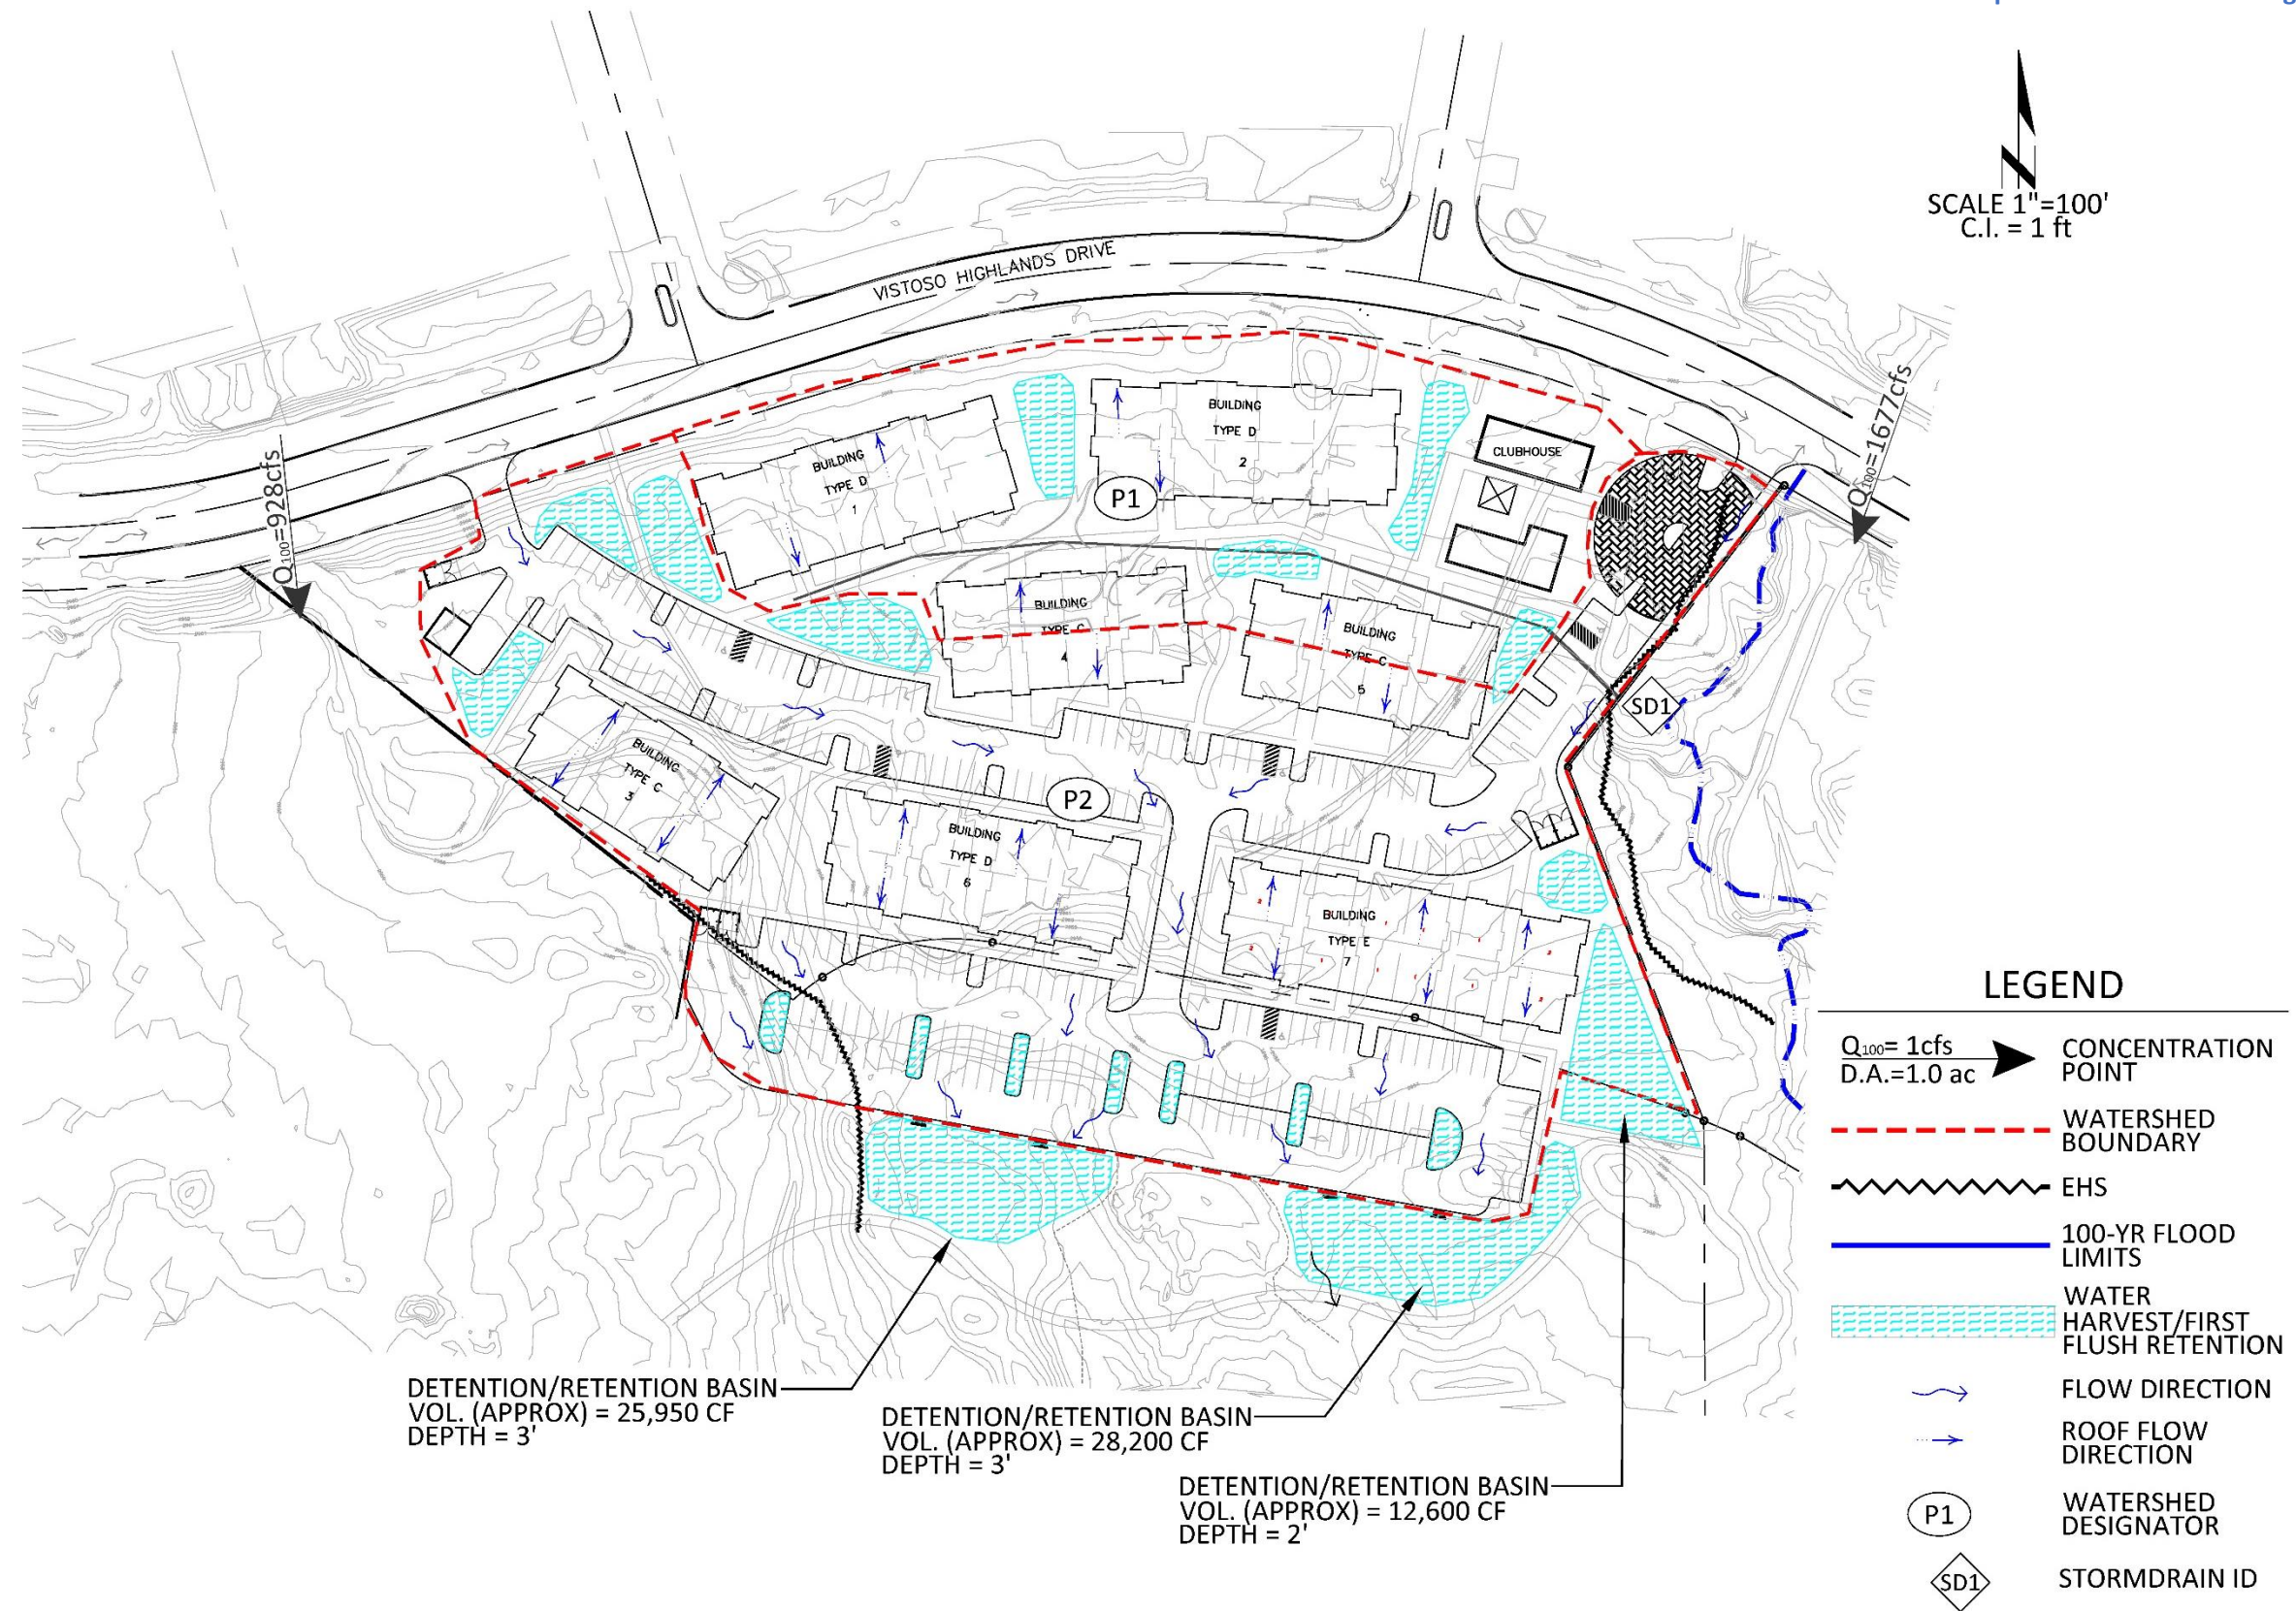 SCALE 1"=100'
C.I. = 1 ft
VISTOSO HIGHLANDS DRIVE
Q100=928cfs
Q100=1677cfs
BUILDING
TYPE D
1
BUILDING
TYPE D
2
CLUBHOUSE
P1
BUILDING
TYPE C
4
BUILDING
TYPE C
5
SD1
BUILDING
TYPE C
3
P2
BUILDING
TYPE D
6
BUILDING
TYPE E
7
DETENTION/RETENTION BASIN
VOL. (APPROX) = 25,950 CF
DEPTH = 3'
DETENTION/RETENTION BASIN
VOL. (APPROX) = 28,200 CF
DEPTH = 3'
DETENTION/RETENTION BASIN
VOL. (APPROX) = 12,600 CF
DEPTH = 2'
LEGEND
Q100= 1cfs
D.A.=1.0 ac
CONCENTRATION
POINT
WATERSHED
BOUNDARY
EHS
100-YR FLOOD
LIMITS
WATER
HARVEST/FIRST
FLUSH RETENTION
FLOW DIRECTION
ROOF FLOW
DIRECTION
P1
WATERSHED
DESIGNATOR
SD1
STORMDRAIN ID